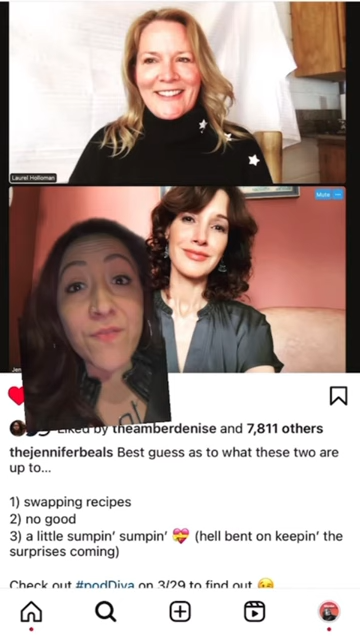 Laurel Holloman
Mute
Jen
Liked by theamberdenise and 7,811 others
thejenniferbeals Best guess as to what these two are
up to...
1) swapping recipes
2) no good
3) a little sumpin’ sumpin’ 💝 (hell bent on keepin’ the
surprises coming)
Check out #podDiva on 3/29 to find out 😉